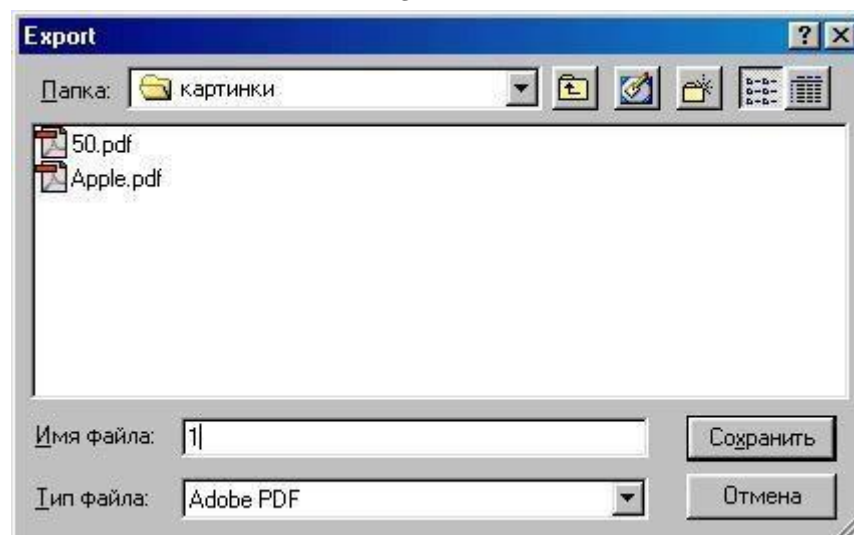 Export
Папка: картинки
50.pdf
Apple.pdf
Имя файла: 1 Сохранить
Тип файла: Adobe PDF Отмена